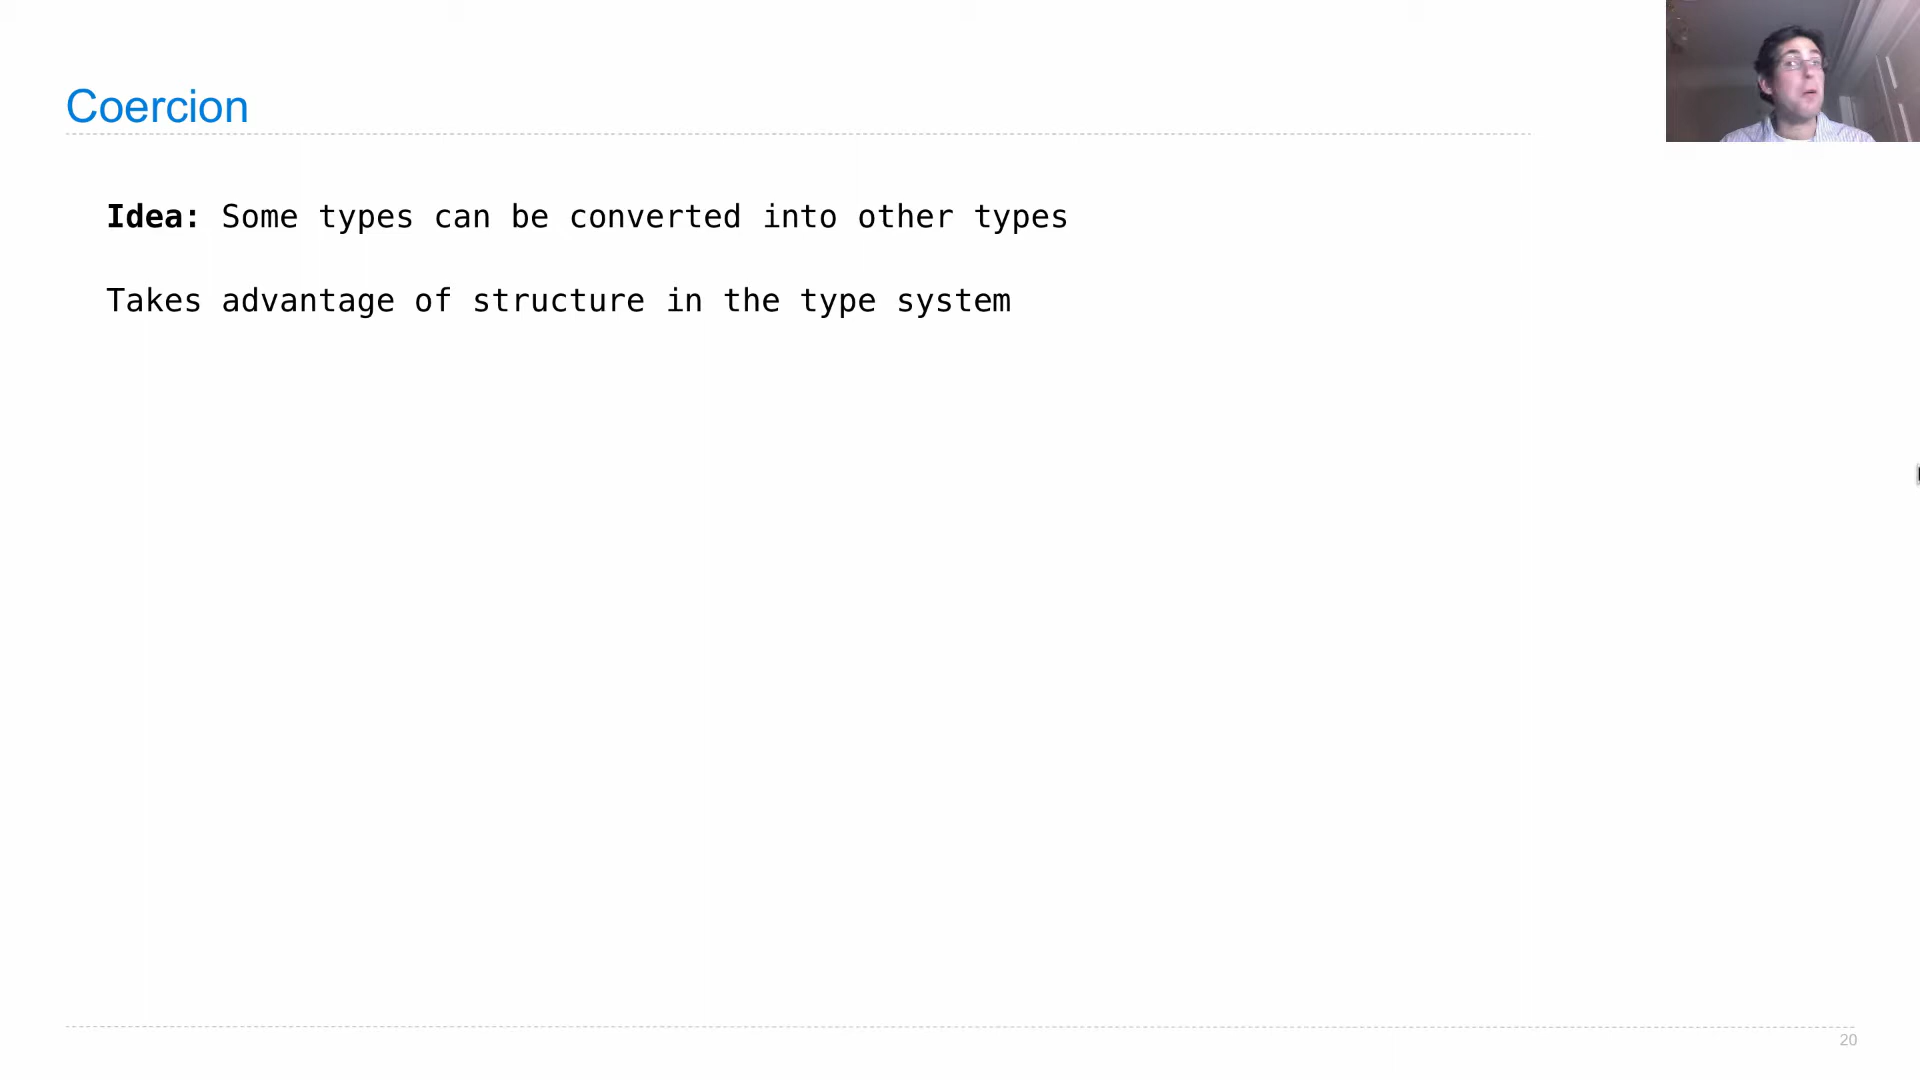 Coercion
Idea: Some types can be converted into other types
Takes advantage of structure in the type system
20